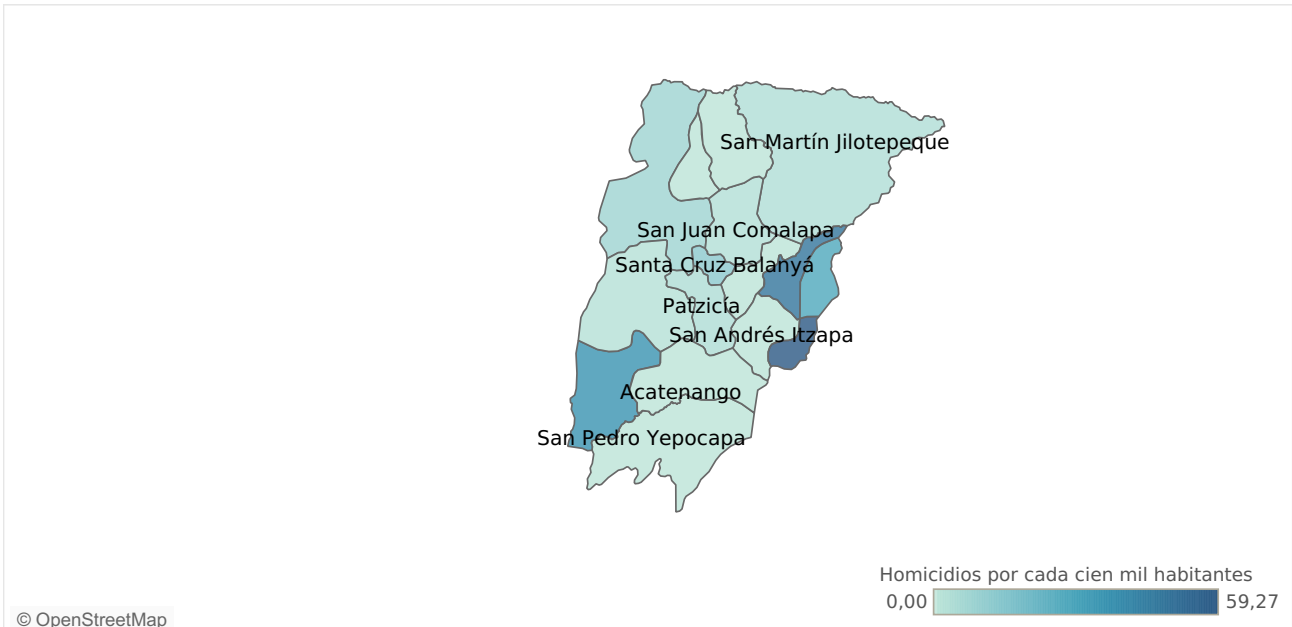 San Martín Jilotepeque
San Juan Comalapa
Santa Cruz Balanyá
Patzicía
San Andrés Itzapa
Acatenango
San Pedro Yepocapa
Homicidios por cada cien mil habitantes
0,00 59,27
© OpenStreetMap